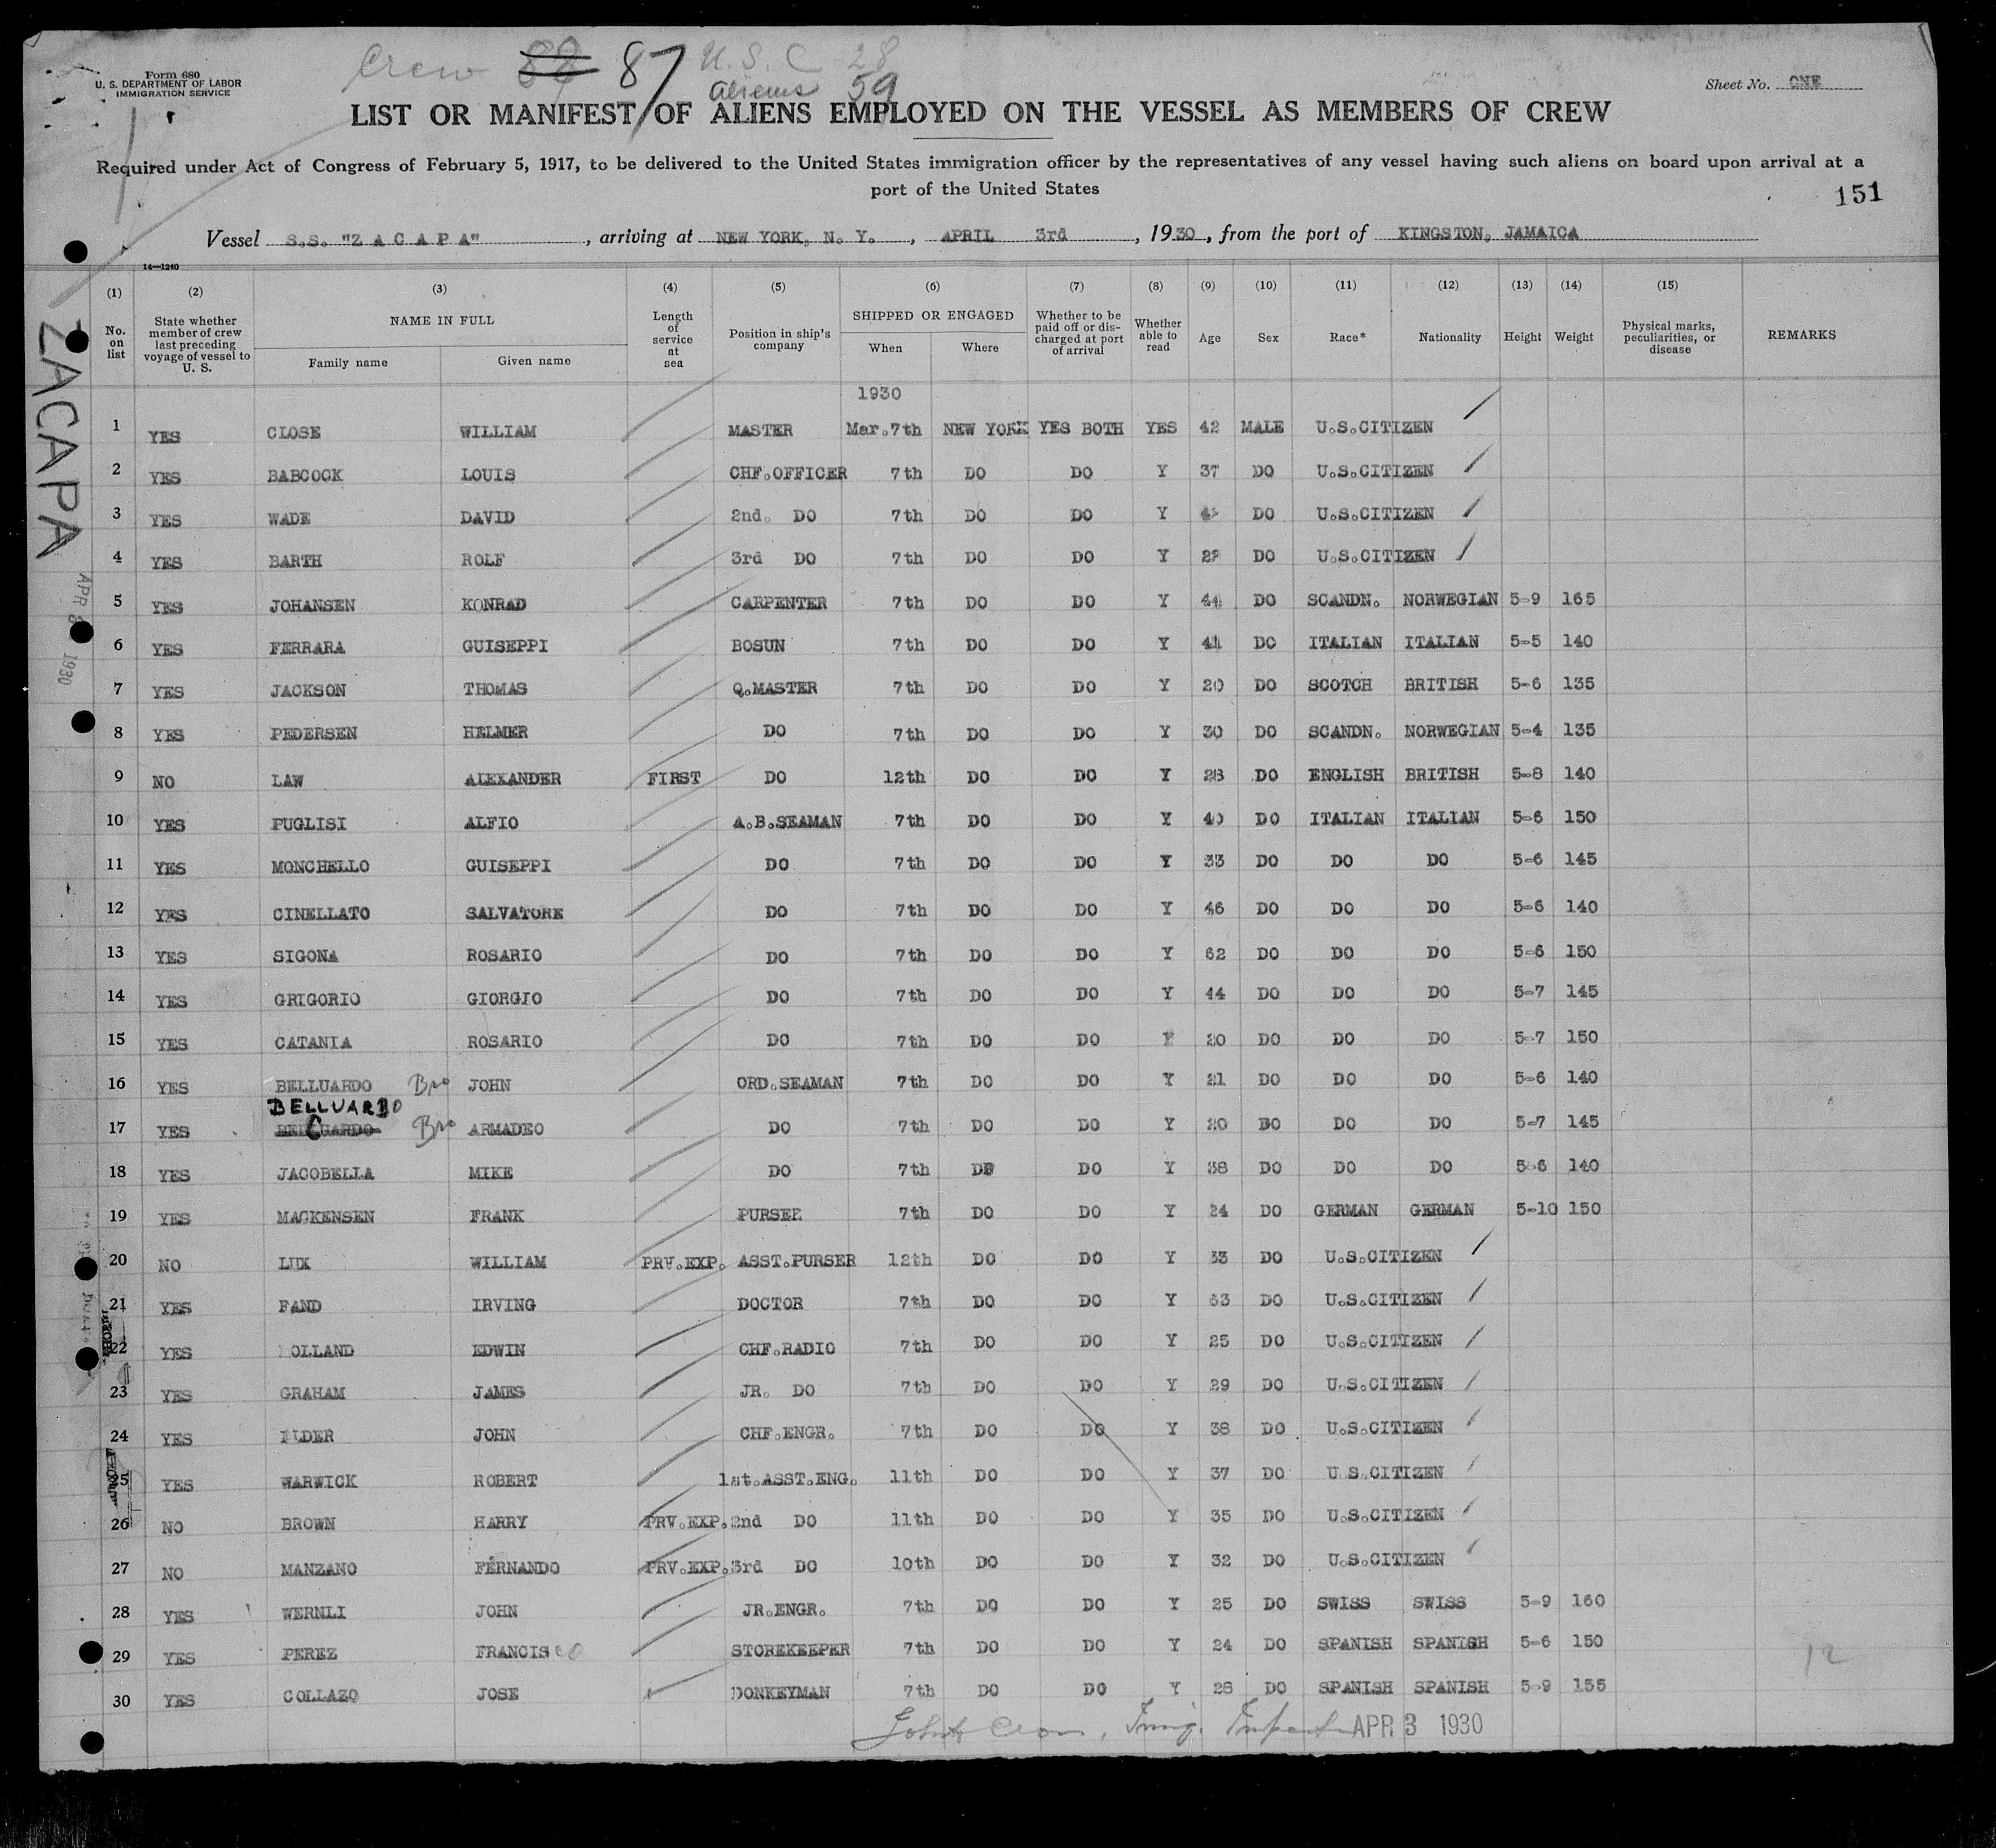 Form 680
U. S. DEPARTMENT OF LABOR
IMMIGRATION SERVICE
Crew 87 U.S.C 28
aliens 59
Sheet No. ONE
LIST OR MANIFEST OF ALIENS EMPLOYED ON THE VESSEL AS MEMBERS OF CREW
Required under Act of Congress of February 5, 1917, to be delivered to the United States immigration officer by the representatives of any vessel having such aliens on board upon arrival at a
port of the United States
151
Vessel S.S. "Z A C A P A", arriving at NEW YORK, N. Y., APRIL 3rd, 1930, from the port of KINGSTON, JAMAICA
14—1240
ZACAPA
APR 3 1930
(1) (2) (3) (4) (5) (6) (7) (8) (9) (10) (11) (12) (13) (14) (15)
No. on list State whether member of crew last preceding voyage of vessel to U. S. NAME IN FULL Family name Given name Length of service at sea Position in ship's company SHIPPED OR ENGAGED When Where Whether to be paid off or discharged at port of arrival Whether able to read Age Sex Race* Nationality Height Weight Physical marks, peculiarities, or disease REMARKS
1930
1 YES CLOSE WILLIAM MASTER Mar.7th NEW YORK YES BOTH YES 42 MALE U.S.CITIZEN
2 YES BABCOCK LOUIS CHF.OFFICER 7th DO DO Y 37 DO U.S.CITIZEN
3 YES WADE DAVID 2nd. DO 7th DO DO Y DO U.S.CITIZEN
4 YES BARTH ROLF 3rd DO 7th DO DO Y DO U.S.CITIZEN
5 YES JOHANSEN KONRAD CARPENTER 7th DO DO Y 44 DO SCANDN. NORWEGIAN 5-9 165
6 YES FERRARA GUISEPPI BOSUN 7th DO DO Y DO ITALIAN ITALIAN 5-5 140
7 YES JACKSON THOMAS Q.MASTER 7th DO DO Y 20 DO SCOTCH BRITISH 5-6 135
8 YES PEDERSEN HELMER DO 7th DO DO Y 30 DO SCANDN. NORWEGIAN 5-4 135
9 NO LAW ALEXANDER FIRST DO 12th DO DO Y 28 DO ENGLISH BRITISH 5-8 140
10 YES PUGLISI ALFIO A.B.SEAMAN 7th DO DO Y 40 DO ITALIAN ITALIAN 5-6 150
11 YES MONCHELLO GUISEPPI DO 7th DO DO Y 33 DO DO DO 5-6 145
12 YES CINELLATO SALVATORE DO 7th DO DO Y 46 DO DO DO 5-6 140
13 YES SIGONA ROSARIO DO 7th DO DO Y 62 DO DO DO 5-6 150
14 YES GRIGORIO GIORGIO DO 7th DO DO Y 44 DO DO DO 5-7 145
15 YES CATANIA ROSARIO DO 7th DO DO Y 20 DO DO DO 5-7 150
16 YES BELLUARDO Bro JOHN ORD.SEAMAN 7th DO DO Y 21 DO DO DO 5-6 140
BELLUARDO
17 YES Bro ARMADEO DO 7th DO DO Y 20 DO DO DO 5-7 145
18 YES JACOBELLA MIKE DO 7th DO DO Y 38 DO DO DO 5-6 140
19 YES MACKENSEN FRANK PURSER 7th DO DO Y 24 DO GERMAN GERMAN 5-10 150
20 NO LUX WILLIAM PRV.EXP. ASST.PURSER 12th DO DO Y 33 DO U.S.CITIZEN
21 YES FAND IRVING DOCTOR 7th DO DO Y 63 DO U.S.CITIZEN
22 YES OLLAND EDWIN CHF.RADIO 7th DO DO Y 25 DO U.S.CITIZEN
23 YES GRAHAM JAMES JR. DO 7th DO DO Y 29 DO U.S.CITIZEN
24 YES ELDER JOHN CHF.ENGR. 7th DO DO Y 38 DO U.S.CITIZEN
25 YES WARWICK ROBERT 1st.ASST.ENG. 11th DO DO Y 37 DO U.S.CITIZEN
26 NO BROWN HARRY PRV.EXP. 2nd DO 11th DO DO Y 35 DO U.S.CITIZEN
27 NO MANZANO FERNANDO PRV.EXP. 3rd DO 10th DO DO Y 32 DO U.S.CITIZEN
28 YES WERNLI JOHN JR.ENGR. 7th DO DO Y 25 DO SWISS SWISS 5-9 160
29 YES PEREZ FRANCISCO STOREKEEPER 7th DO DO Y 24 DO SPANISH SPANISH 5-6 150
12
30 YES COLLAZO JOSE DONKEYMAN 7th DO DO Y 28 DO SPANISH SPANISH 5-9 155
APR 3 1930